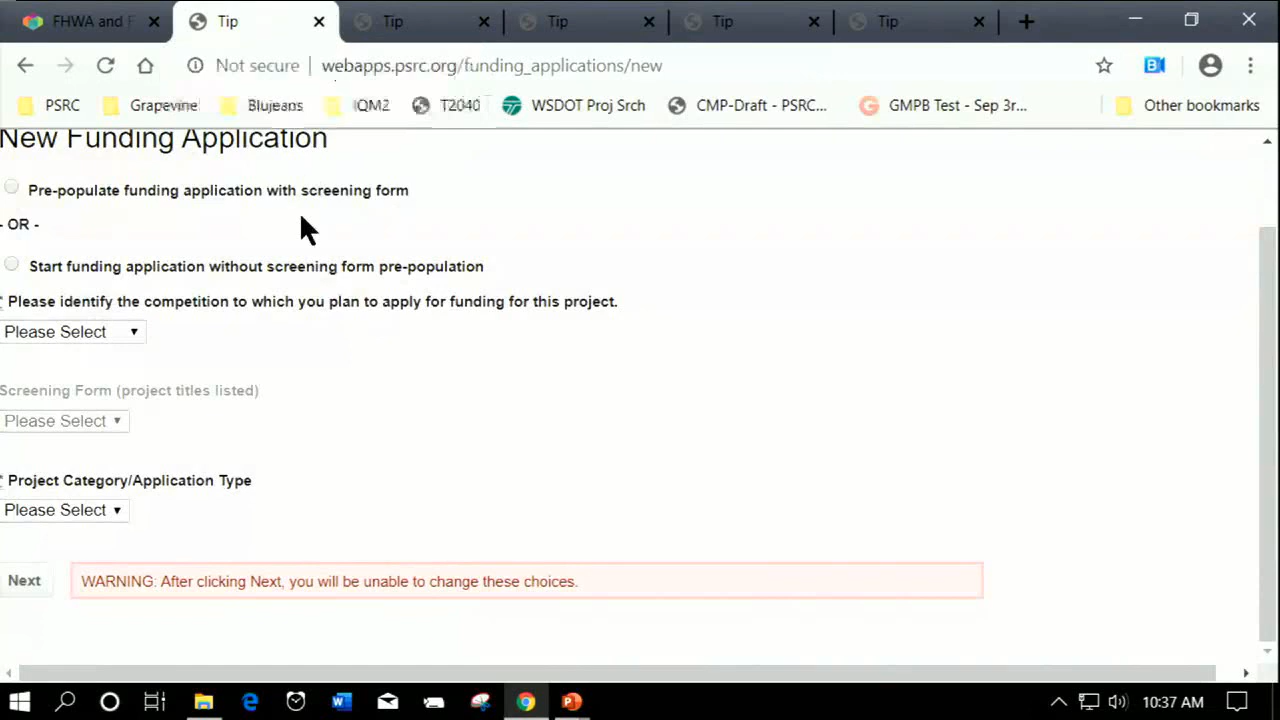 FHWA and F
Tip
Tip
Tip
Tip
Tip
Not secure | webapps.psrc.org/funding_applications/new
PSRC Grapevine Blujeans IQM2 T2040 WSDOT Proj Srch CMP-Draft - PSRC... GMPB Test - Sep 3r... Other bookmarks
New Funding Application
Pre-populate funding application with screening form
- OR -
Start funding application without screening form pre-population
* Please identify the competition to which you plan to apply for funding for this project.
Please Select
Screening Form (project titles listed)
Please Select
* Project Category/Application Type
Please Select
Next
WARNING: After clicking Next, you will be unable to change these choices.
10:37 AM